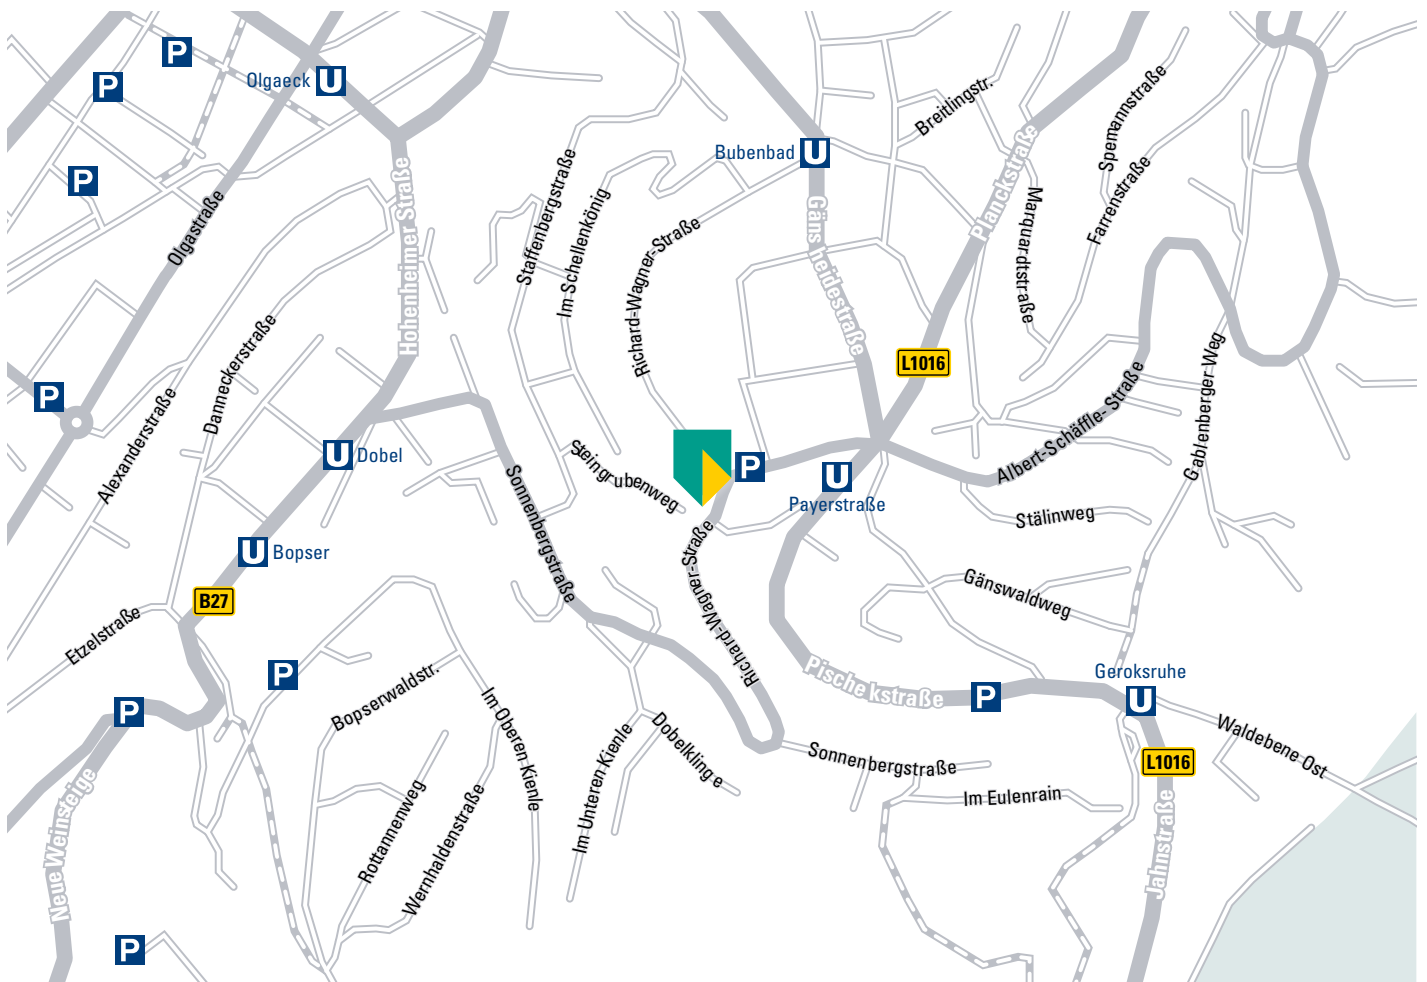 P
P
Olgaeck U
Breitlingstr.
Spemannstraße
Bubenbad U
P
Planckstraße
Hohenheimer Straße
Staffenbergstraße
Im Schellenkönig
Farrenstraße
Olgastraße
Richard-Wagner-Straße
Gänsheidestraße
Marquardtstraße
Danneckerstraße
L1016
P
Alexanderstraße
Albert-Schäffle-Straße
Gablenberger-Weg
U Dobel
Steingrubenweg
P
U
Payerstraße
Sonnenbergstraße
Stälinweg
U Bopser
Richard-Wagner-Straße
B27
Gänswaldweg
Etzelstraße
P
Pischekstraße
P
Geroksruhe
U
P
Bopserwaldstr.
Im Oberen Kienle
Dobelklinge
Im Unteren Kienle
Sonnenbergstraße
Waldebene Ost
L1016
Neue Weinsteige
Rottannenweg
Wernhaldenstraße
Im Eulenrain
Jahnstraße
P